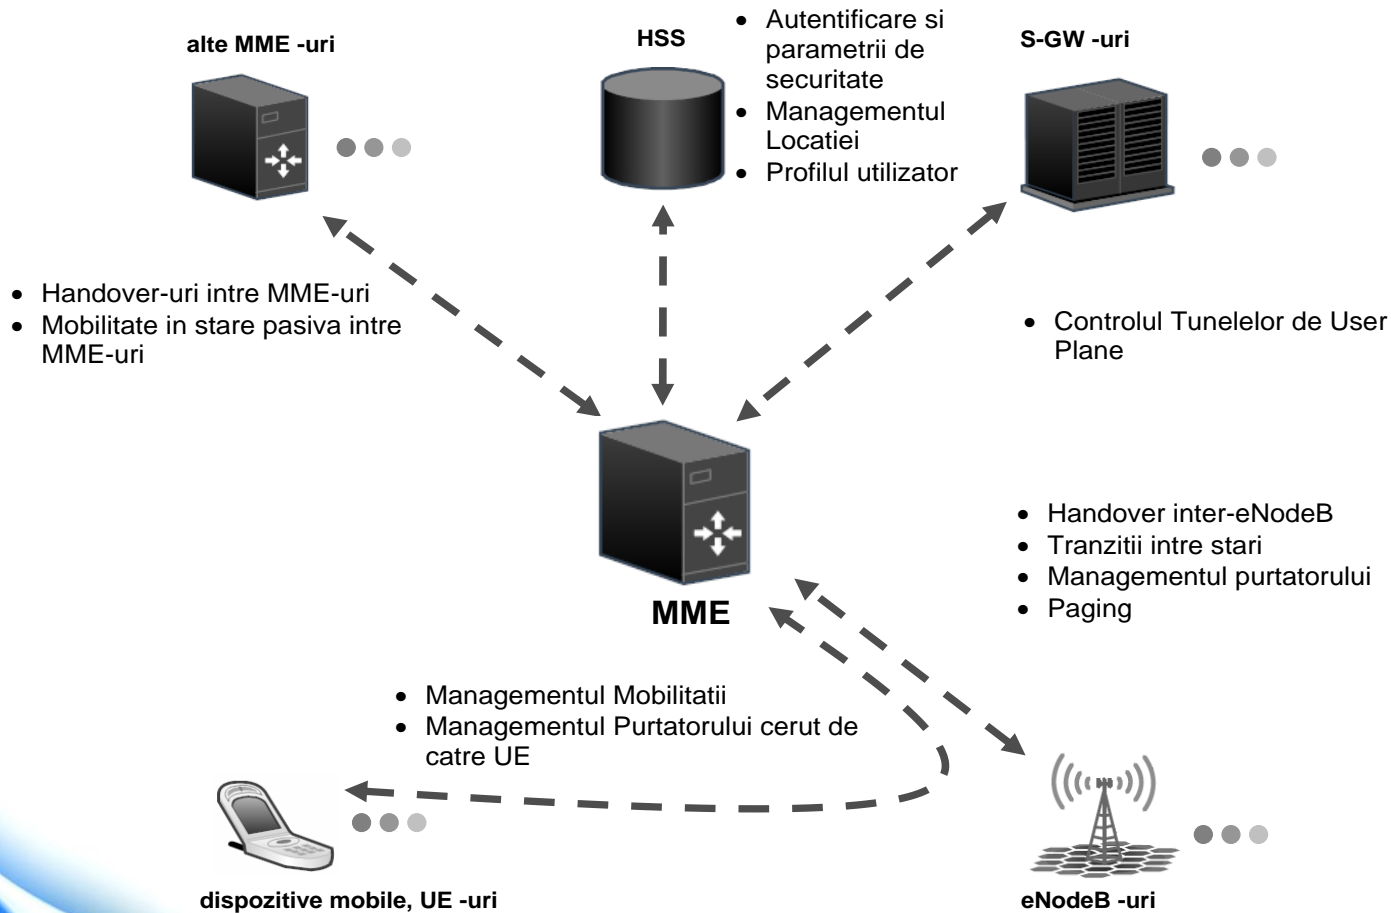 alte MME -uri
HSS
• Autentificare si
parametrii de
securitate
• Managementul
Locatiei
• Profilul utilizator
S-GW -uri
• Handover-uri intre MME-uri
• Mobilitate in stare pasiva intre
MME-uri
• Controlul Tunelelor de User
Plane
MME
• Handover inter-eNodeB
• Tranzitii intre stari
• Managementul purtatorului
• Paging
• Managementul Mobilitatii
• Managementul Purtatorului cerut de
catre UE
dispozitive mobile, UE -uri
eNodeB -uri